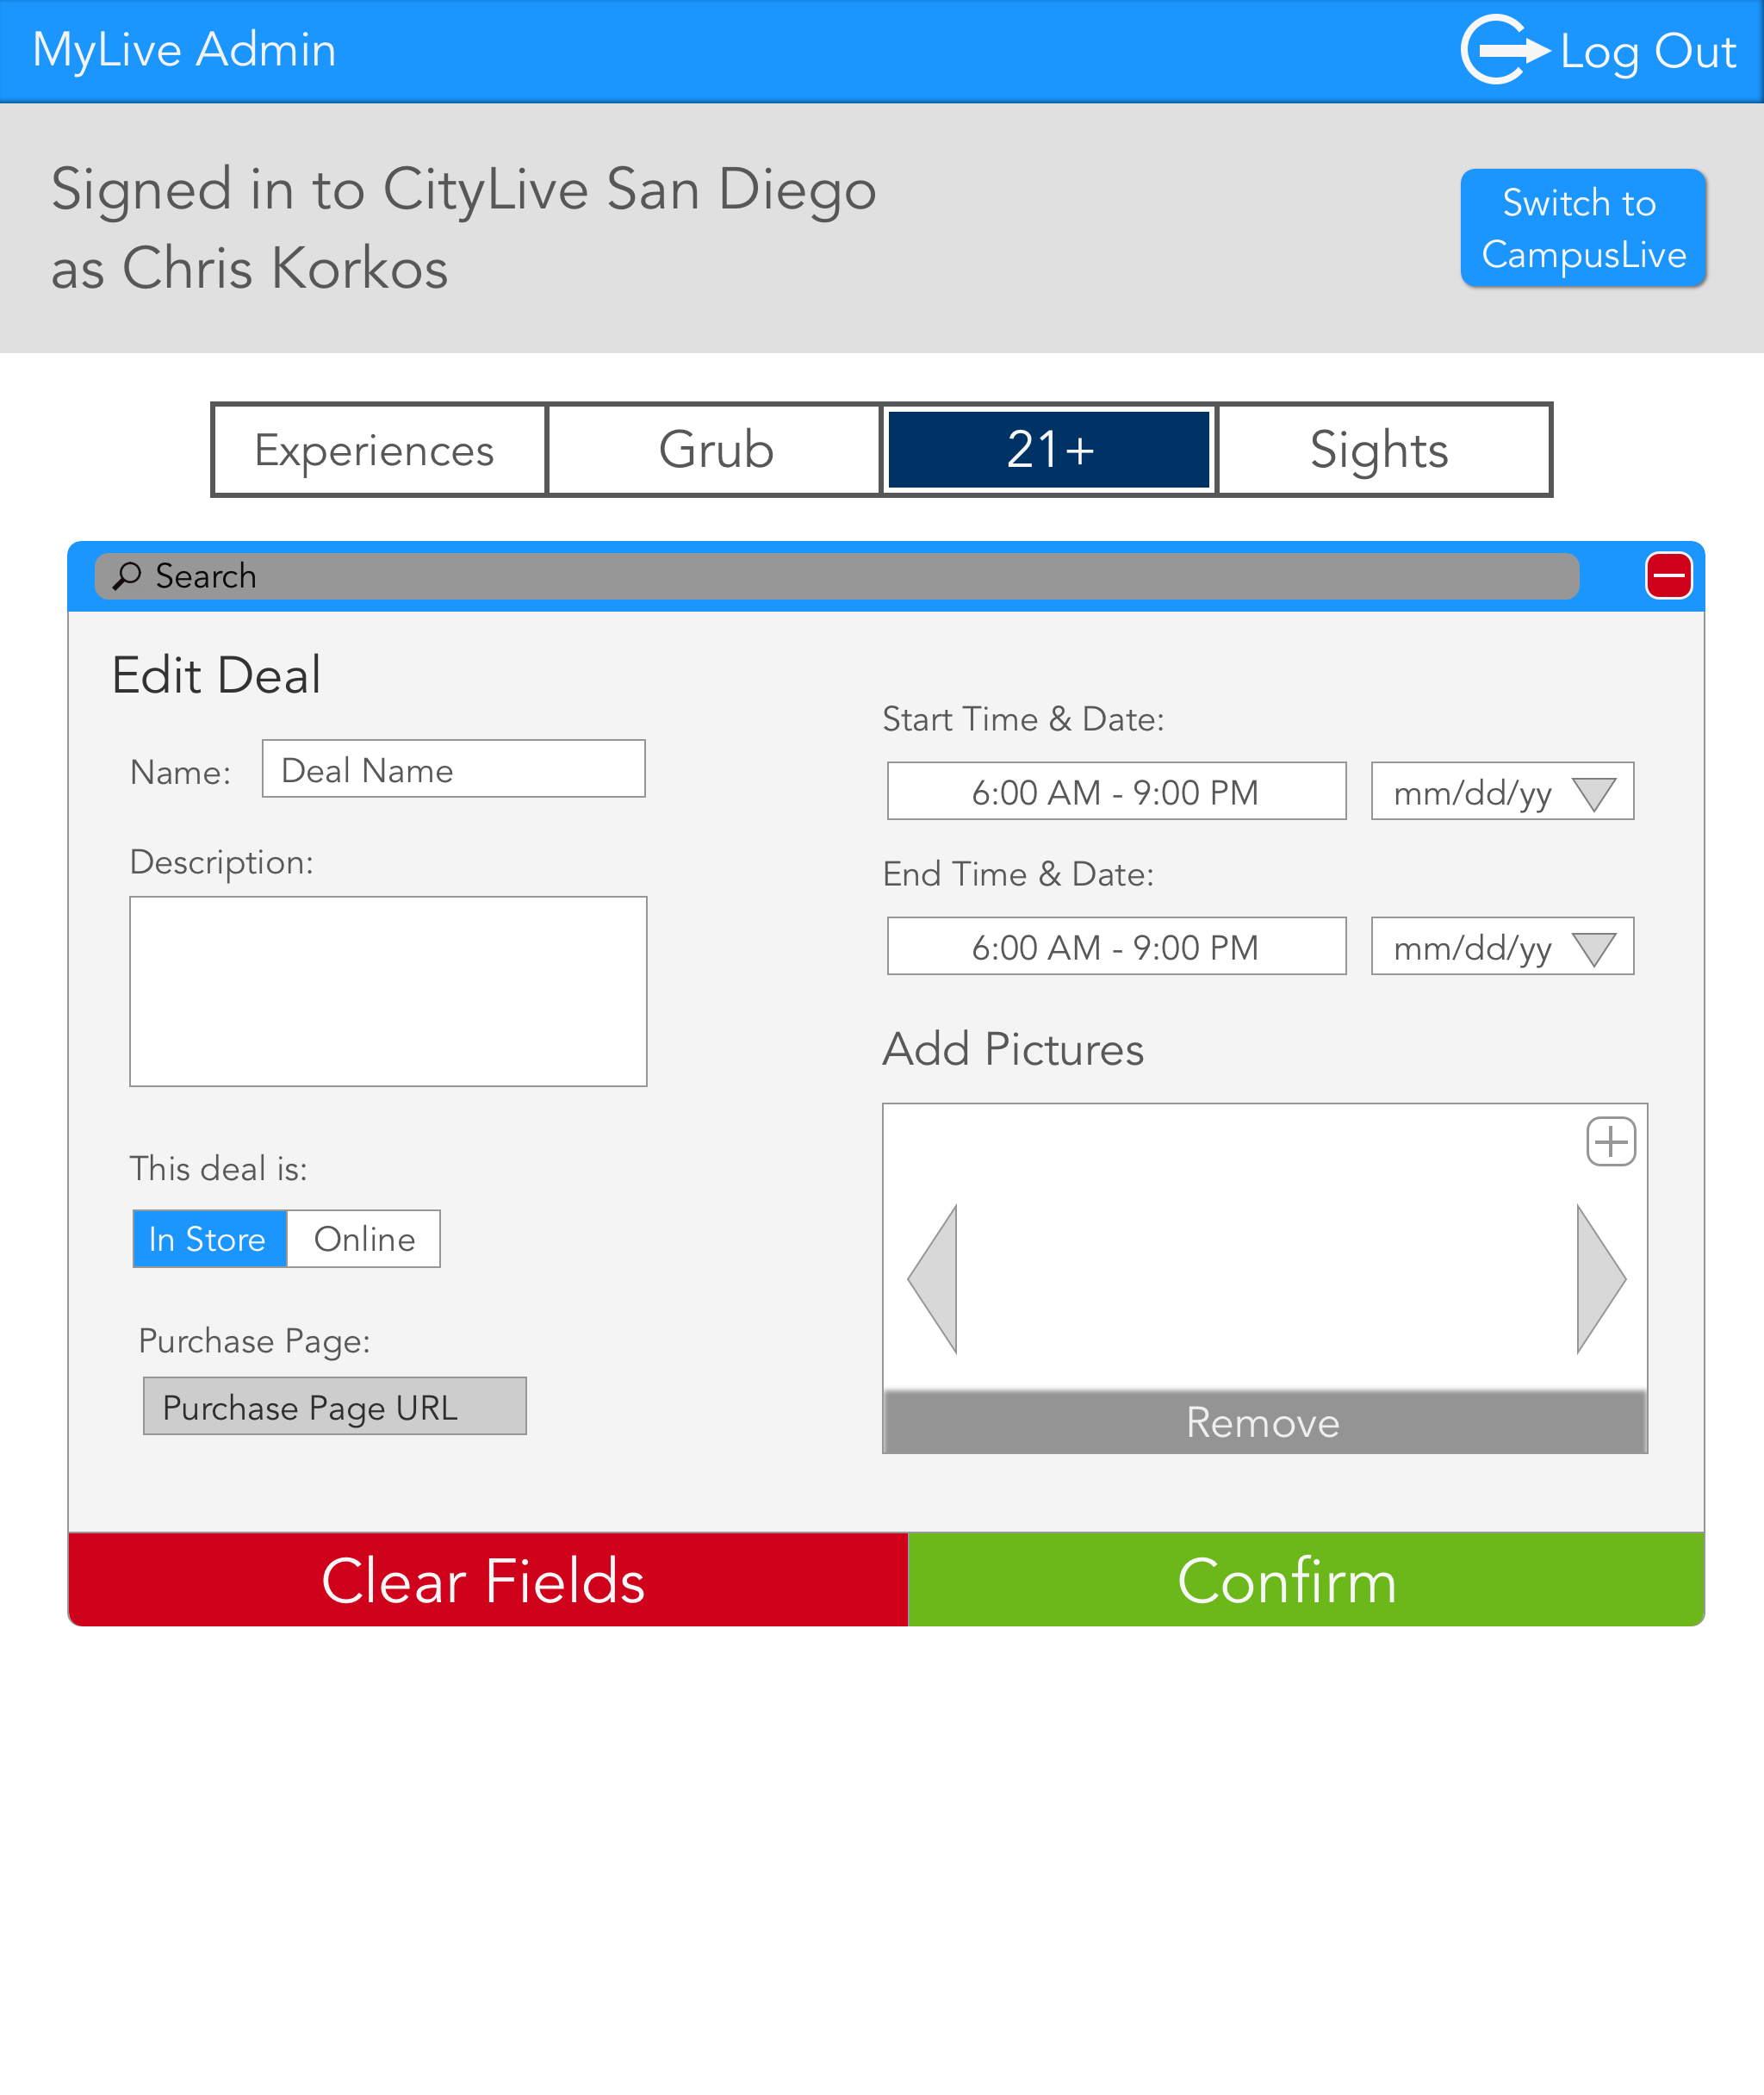 MyLive Admin
Log Out
Signed in to CityLive San Diego
as Chris Korkos
Switch to
CampusLive
Experiences
Grub
21+
Sights
Search
Edit Deal
Name:
Deal Name
Description:
This deal is:
In Store
Online
Purchase Page:
Purchase Page URL
Start Time & Date:
6:00 AM - 9:00 PM
mm/dd/yy
End Time & Date:
6:00 AM - 9:00 PM
mm/dd/yy
Add Pictures
Remove
Clear Fields
Confirm